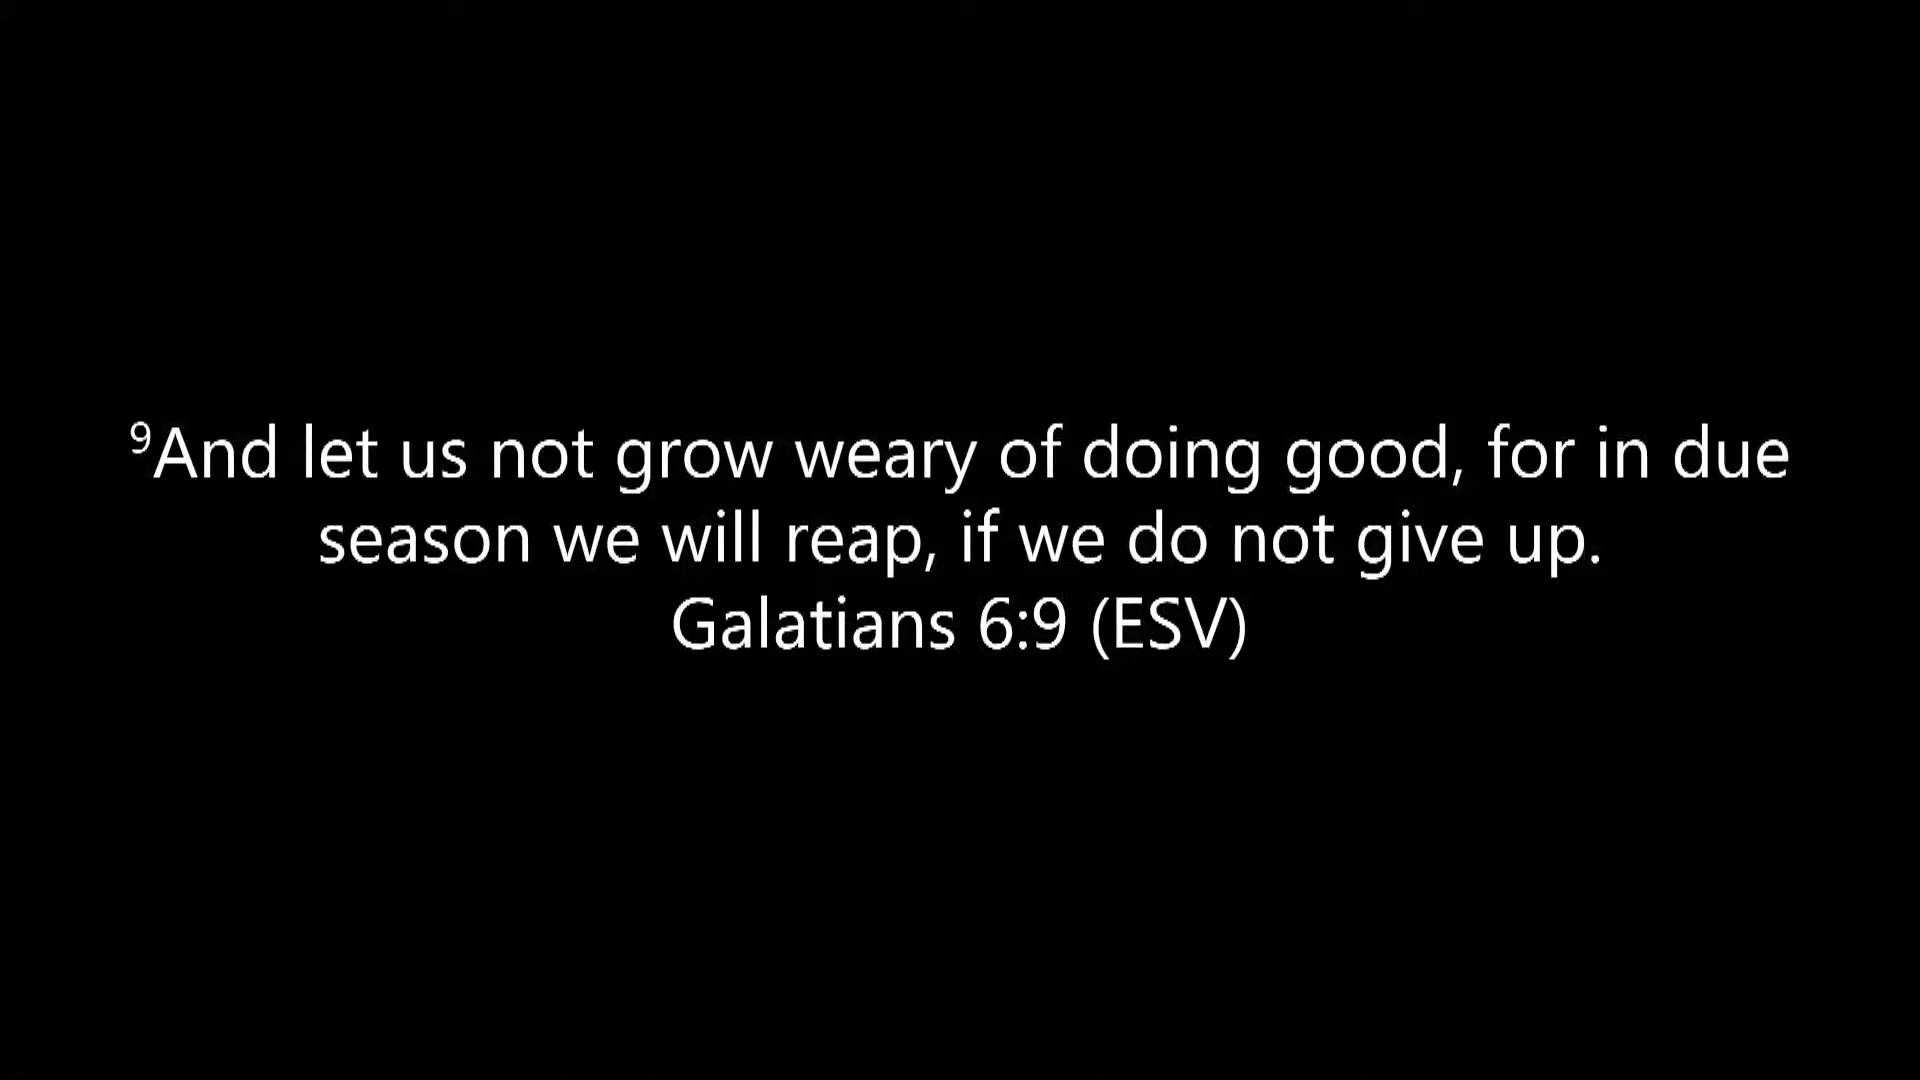 ⁹And let us not grow weary of doing good, for in due
season we will reap, if we do not give up.
Galatians 6:9 (ESV)